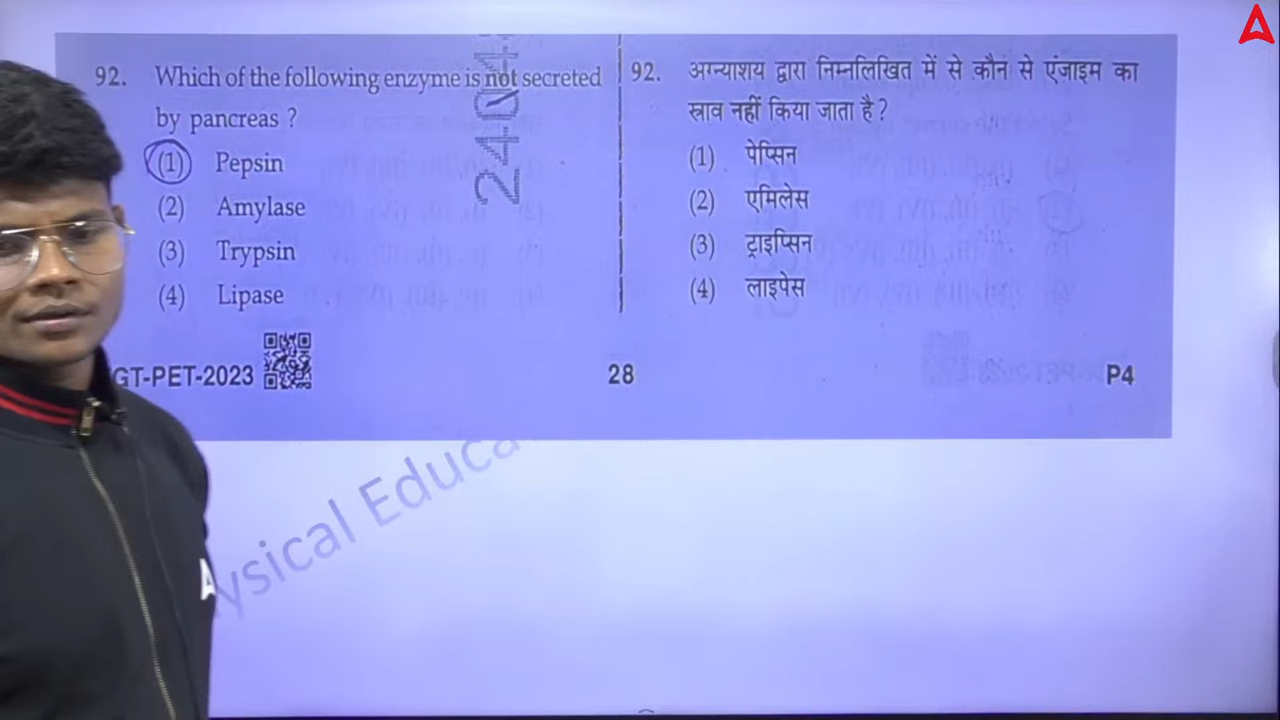 92. Which of the following enzyme is not secreted
by pancreas ?
(1) Pepsin
(2) Amylase
(3) Trypsin
(4) Lipase
92. अग्न्याशय द्वारा निम्नलिखित में से कौन से एंजाइम का
स्राव नहीं किया जाता है ?
(1) पेप्सिन
(2) एमिलेस
(3) ट्राइप्सिन
(4) लाइपेस
GT-PET-2023
28
P4
ysical Educa